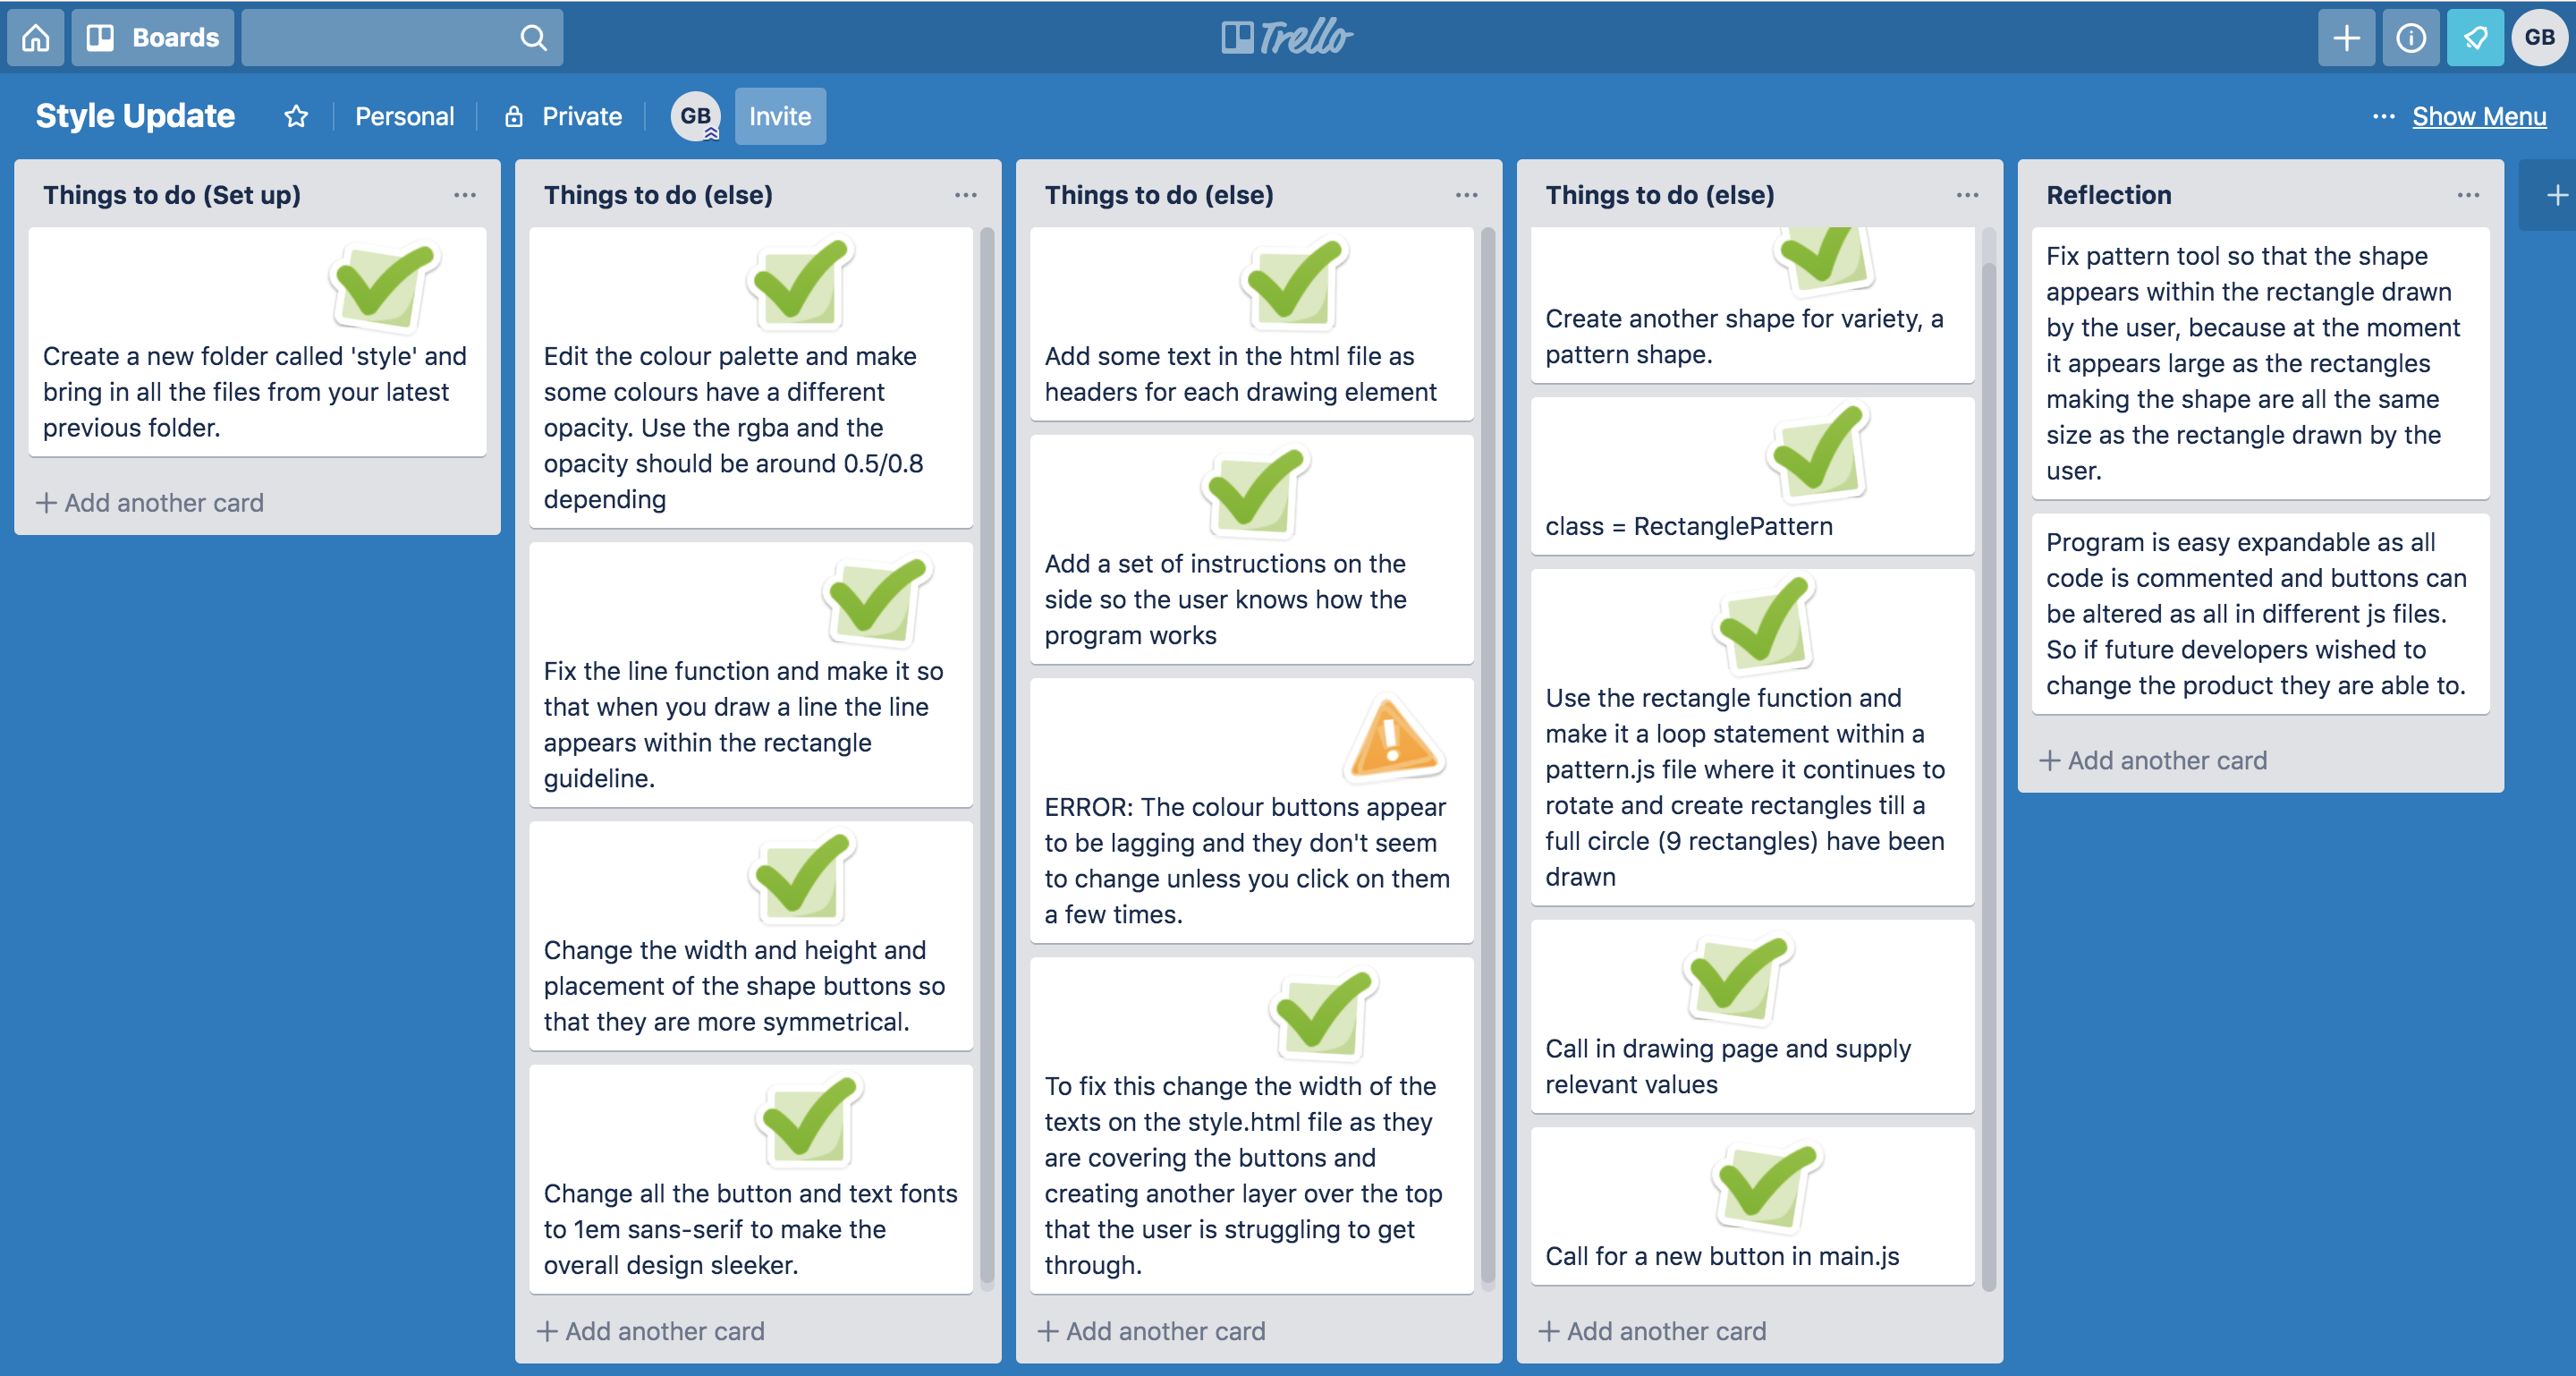 Boards
Trello
GB
Style Update
Personal
Private
GB
Invite
... Show Menu
Things to do (Set up)
Create a new folder called 'style' and
bring in all the files from your latest
previous folder.
+ Add another card
Things to do (else)
Edit the colour palette and make
some colours have a different
opacity. Use the rgba and the
opacity should be around 0.5/0.8
depending
Fix the line function and make it so
that when you draw a line the line
appears within the rectangle
guideline.
Change the width and height and
placement of the shape buttons so
that they are more symmetrical.
Change all the button and text fonts
to 1em sans-serif to make the
overall design sleeker.
+ Add another card
Things to do (else)
Add some text in the html file as
headers for each drawing element
Add a set of instructions on the
side so the user knows how the
program works
ERROR: The colour buttons appear
to be lagging and they don't seem
to change unless you click on them
a few times.
To fix this change the width of the
texts on the style.html file as they
are covering the buttons and
creating another layer over the top
that the user is struggling to get
through.
+ Add another card
Things to do (else)
Create another shape for variety, a
pattern shape.
class = RectanglePattern
Use the rectangle function and
make it a loop statement within a
pattern.js file where it continues to
rotate and create rectangles till a
full circle (9 rectangles) have been
drawn
Call in drawing page and supply
relevant values
Call for a new button in main.js
+ Add another card
Reflection
Fix pattern tool so that the shape
appears within the rectangle drawn
by the user, because at the moment
it appears large as the rectangles
making the shape are all the same
size as the rectangle drawn by the
user.
Program is easy expandable as all
code is commented and buttons can
be altered as all in different js files.
So if future developers wished to
change the product they are able to.
+ Add another card